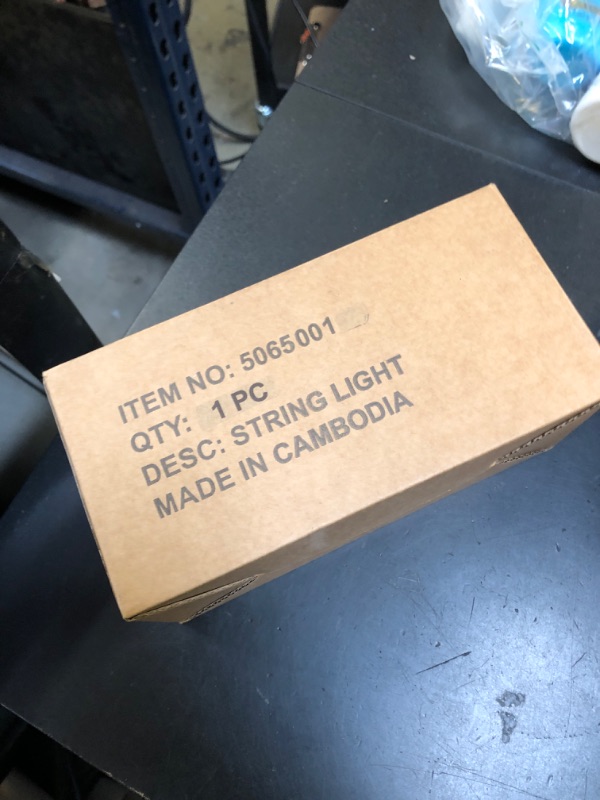 ITEM NO: 5065001
QTY: 1 PC
DESC: STRING LIGHT
MADE IN CAMBODIA